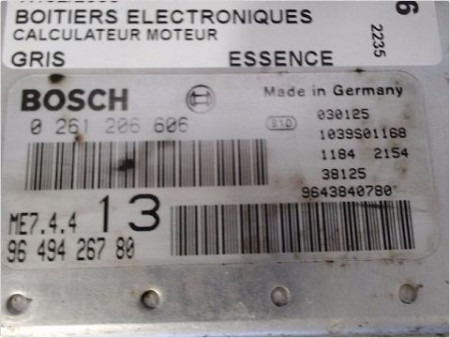 BOITIERS ELECTRONIQUES
CALCULATEUR MOTEUR
GRIS ESSENCE
6
2235
BOSCH
Made in Germany
0 261 206 606
030125
1039S01168
1184 2154
38125
9643840780
ME7.4.4 13
96 494 267 80